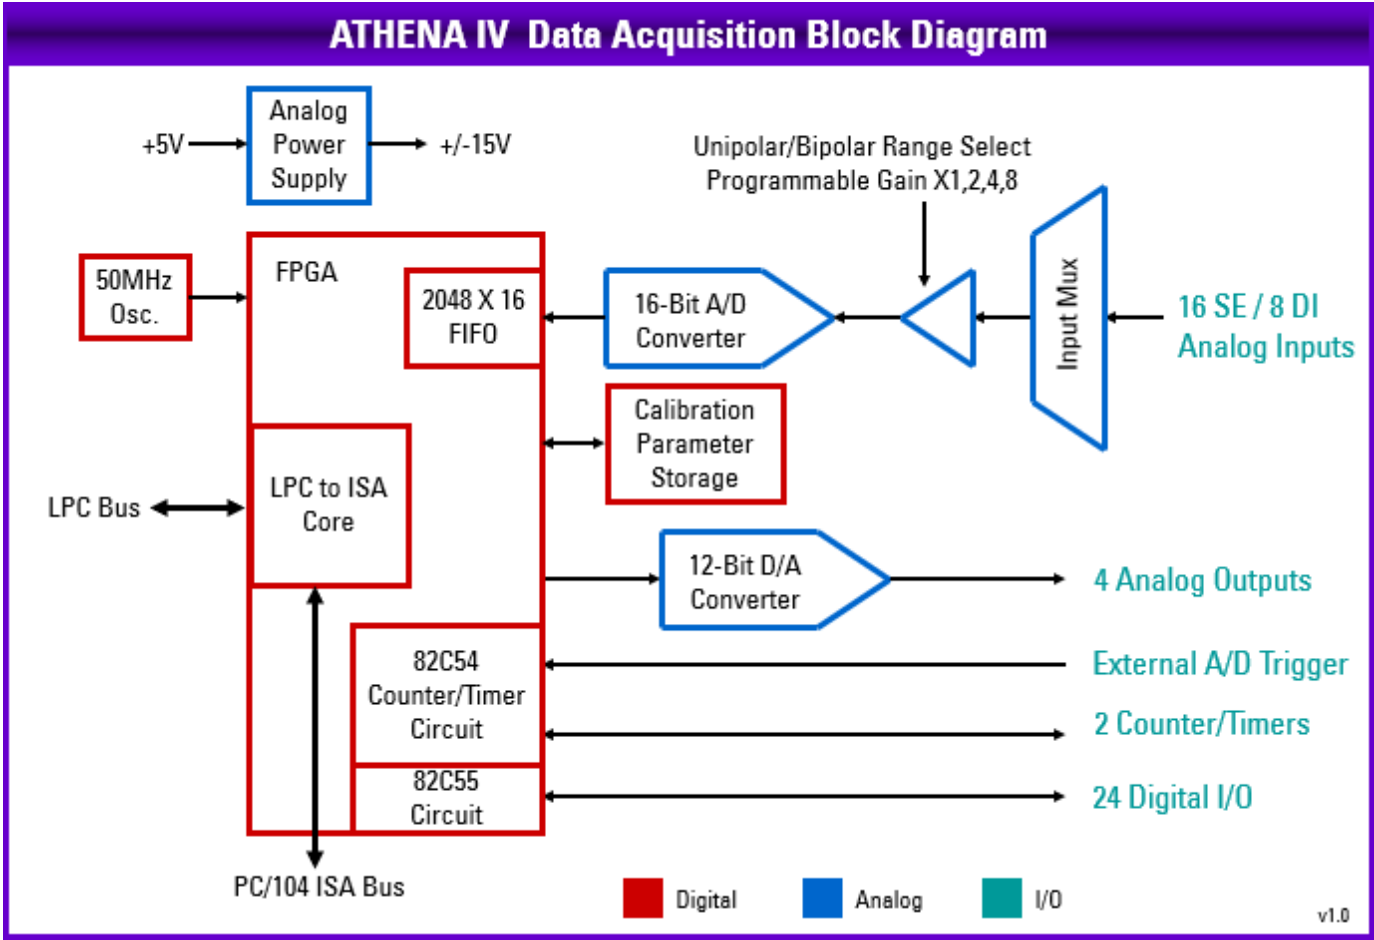 ATHENA IV Data Acquisition Block Diagram
Analog
Power
Supply
+5V
+/-15V
Unipolar/Bipolar Range Select
Programmable Gain X1,2,4,8
50MHz
Osc.
FPGA
2048 X 16
FIFO
16-Bit A/D
Converter
Input Mux
16 SE / 8 DI
Analog Inputs
Calibration
Parameter
Storage
LPC Bus
LPC to ISA
Core
12-Bit D/A
Converter
4 Analog Outputs
82C54
Counter/Timer
Circuit
External A/D Trigger
2 Counter/Timers
82C55
Circuit
24 Digital I/O
PC/104 ISA Bus
Digital
Analog
I/O
v1.0